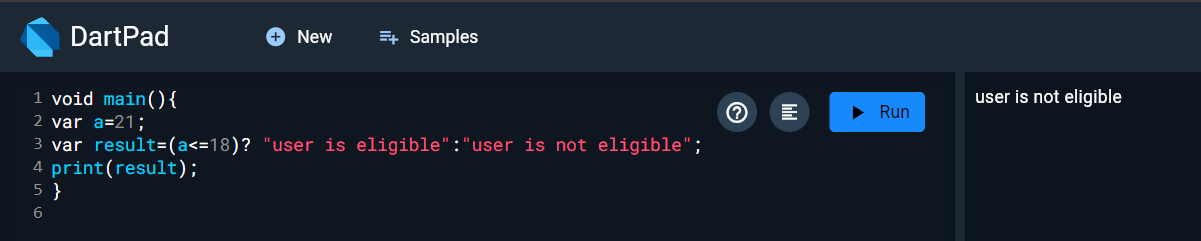 DartPad New Samples
1 void main(){
2 var a=21;
3 var result=(a<=18)? "user is eligible":"user is not eligible";
4 print(result);
5 }
6
Run
user is not eligible